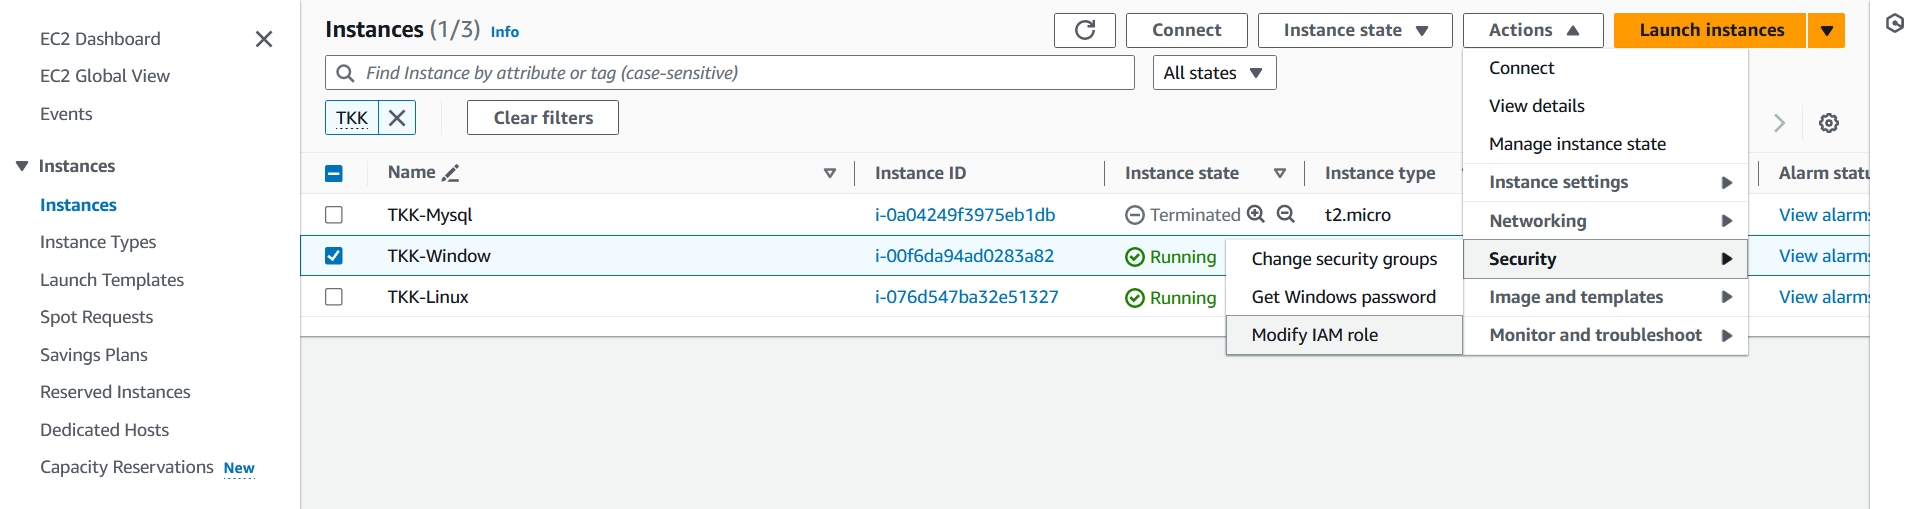 EC2 Dashboard
EC2 Global View
Events
Instances
Instances
Instance Types
Launch Templates
Spot Requests
Savings Plans
Reserved Instances
Dedicated Hosts
Capacity Reservations New
Instances (1/3) Info
Connect
Instance state
Actions
Launch instances
Find Instance by attribute or tag (case-sensitive)
All states
TKK
Clear filters
Name Instance ID Instance state Instance type Alarm statu
TKK-Mysql i-0a04249f3975eb1db Terminated t2.micro View alarms
TKK-Window i-00f6da94ad0283a82 Running View alarms
TKK-Linux i-076d547ba32e51327 Running View alarms
Connect
View details
Manage instance state
Instance settings
Networking
Security
Image and templates
Monitor and troubleshoot
Change security groups
Get Windows password
Modify IAM role